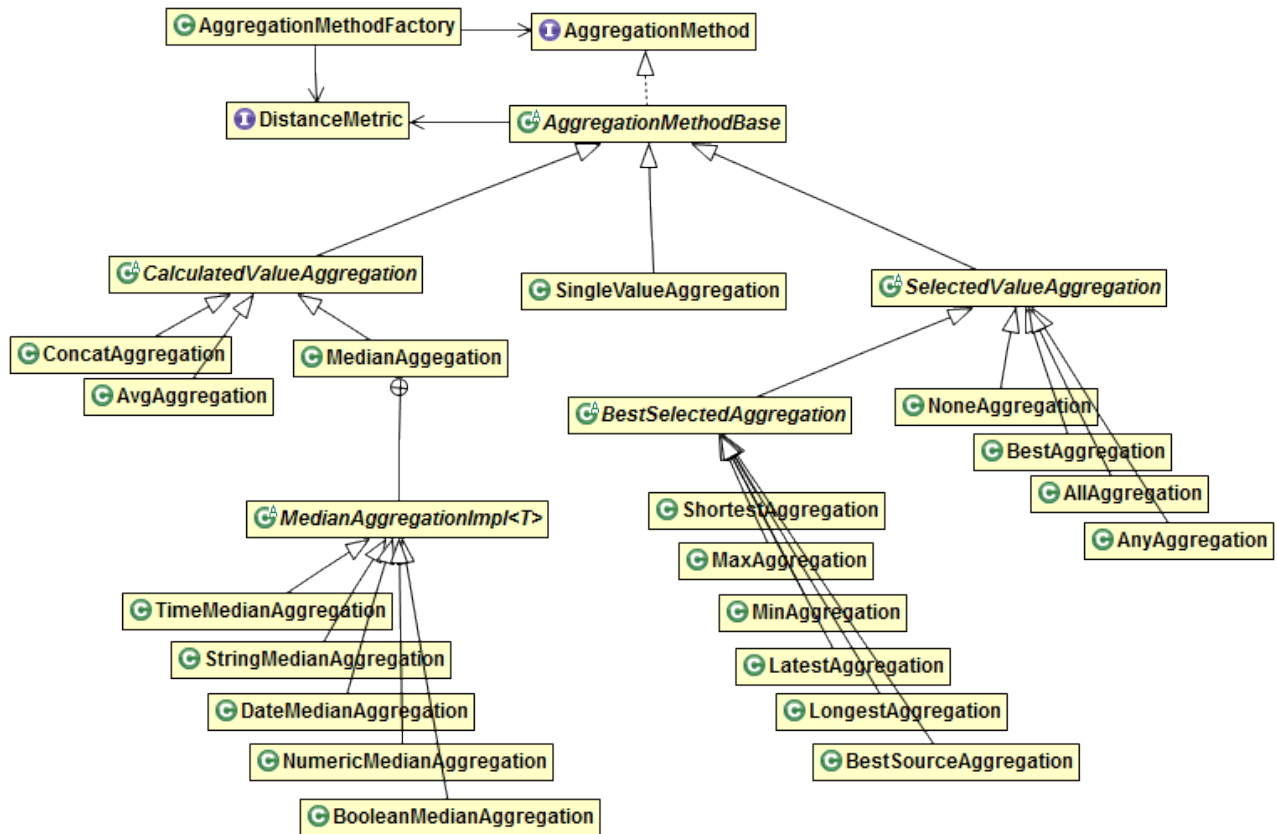 AggregationMethodFactory
AggregationMethod
DistanceMetric
AggregationMethodBase
CalculatedValueAggregation
SingleValueAggregation
SelectedValueAggregation
ConcatAggregation
MedianAggegation
AvgAggregation
BestSelectedAggregation
NoneAggregation
BestAggregation
AllAggregation
AnyAggregation
MedianAggregationImpl<T>
ShortestAggregation
MaxAggregation
MinAggregation
LatestAggregation
LongestAggregation
BestSourceAggregation
TimeMedianAggregation
StringMedianAggregation
DateMedianAggregation
NumericMedianAggregation
BooleanMedianAggregation